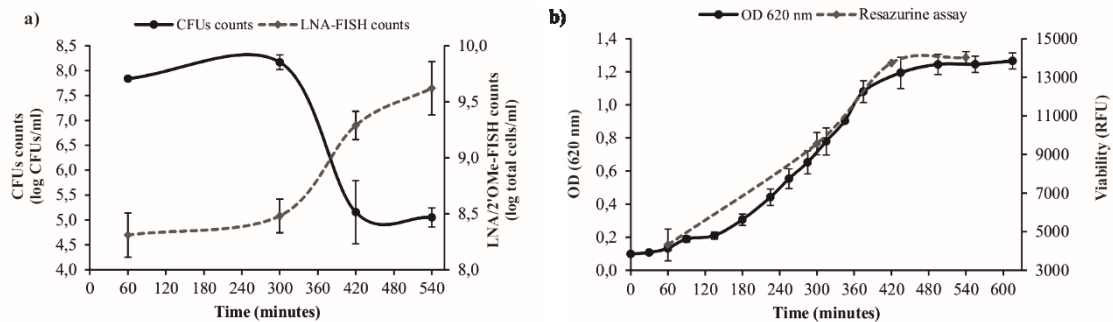 a)
CFUs counts
LNA-FISH counts
8,5
8,0
7,5
7,0
6,5
6,0
5,5
5,0
4,5
4,0
CFUs counts
(log CFUs/ml)
10,0
9,5
9,0
8,5
8,0
LNA/2'OMe-FISH counts
(log total cells/ml)
0 60 120 180 240 300 360 420 480 540
Time (minutes)
b)
OD 620 nm
Resazurine assay
1,4
1,2
1,0
0,8
0,6
0,4
0,2
0,0
OD (620 nm)
15000
13000
11000
9000
7000
5000
3000
Viability (RFU)
0 60 120 180 240 300 360 420 480 540 600
Time (minutes)